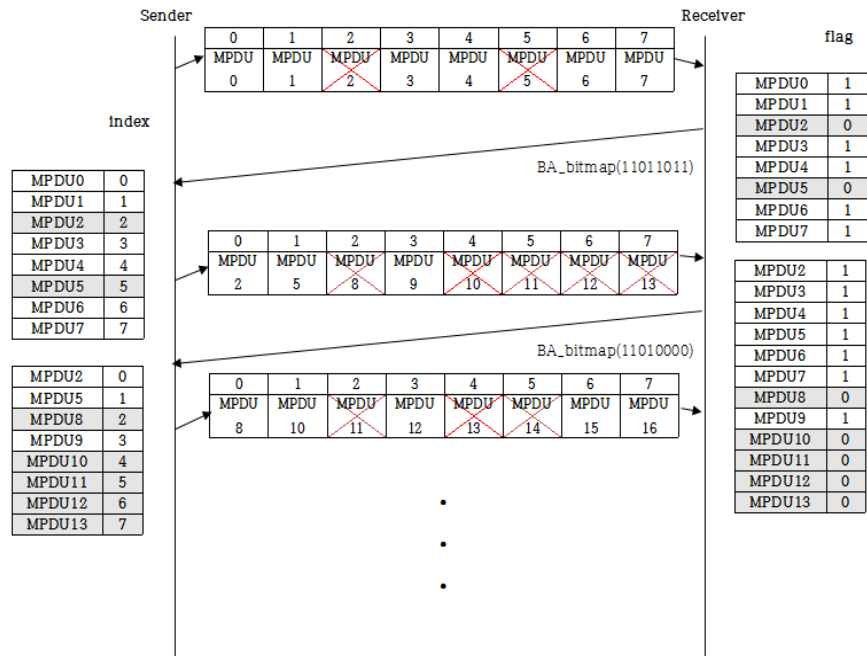 Sender Receiver
flag
0 1 2 3 4 5 6 7
MPDU MPDU MPDU MPDU MPDU MPDU MPDU MPDU
0 1 2 3 4 5 6 7
MPDU0 1
MPDU1 1
MPDU2 0
MPDU3 1
MPDU4 1
MPDU5 0
MPDU6 1
MPDU7 1
index
BA_bitmap(11011011)
MPDU0 0
MPDU1 1
MPDU2 2
MPDU3 3
MPDU4 4
MPDU5 5
MPDU6 6
MPDU7 7
0 1 2 3 4 5 6 7
MPDU MPDU MPDU MPDU MPDU MPDU MPDU MPDU
2 5 8 9 10 11 12 13
MPDU2 1
MPDU3 1
MPDU4 1
MPDU5 1
MPDU6 1
MPDU7 1
MPDU8 0
MPDU9 1
MPDU10 0
MPDU11 0
MPDU12 0
MPDU13 0
BA_bitmap(11010000)
MPDU2 0
MPDU5 1
MPDU8 2
MPDU9 3
MPDU10 4
MPDU11 5
MPDU12 6
MPDU13 7
0 1 2 3 4 5 6 7
MPDU MPDU MPDU MPDU MPDU MPDU MPDU MPDU
8 10 11 12 13 14 15 16